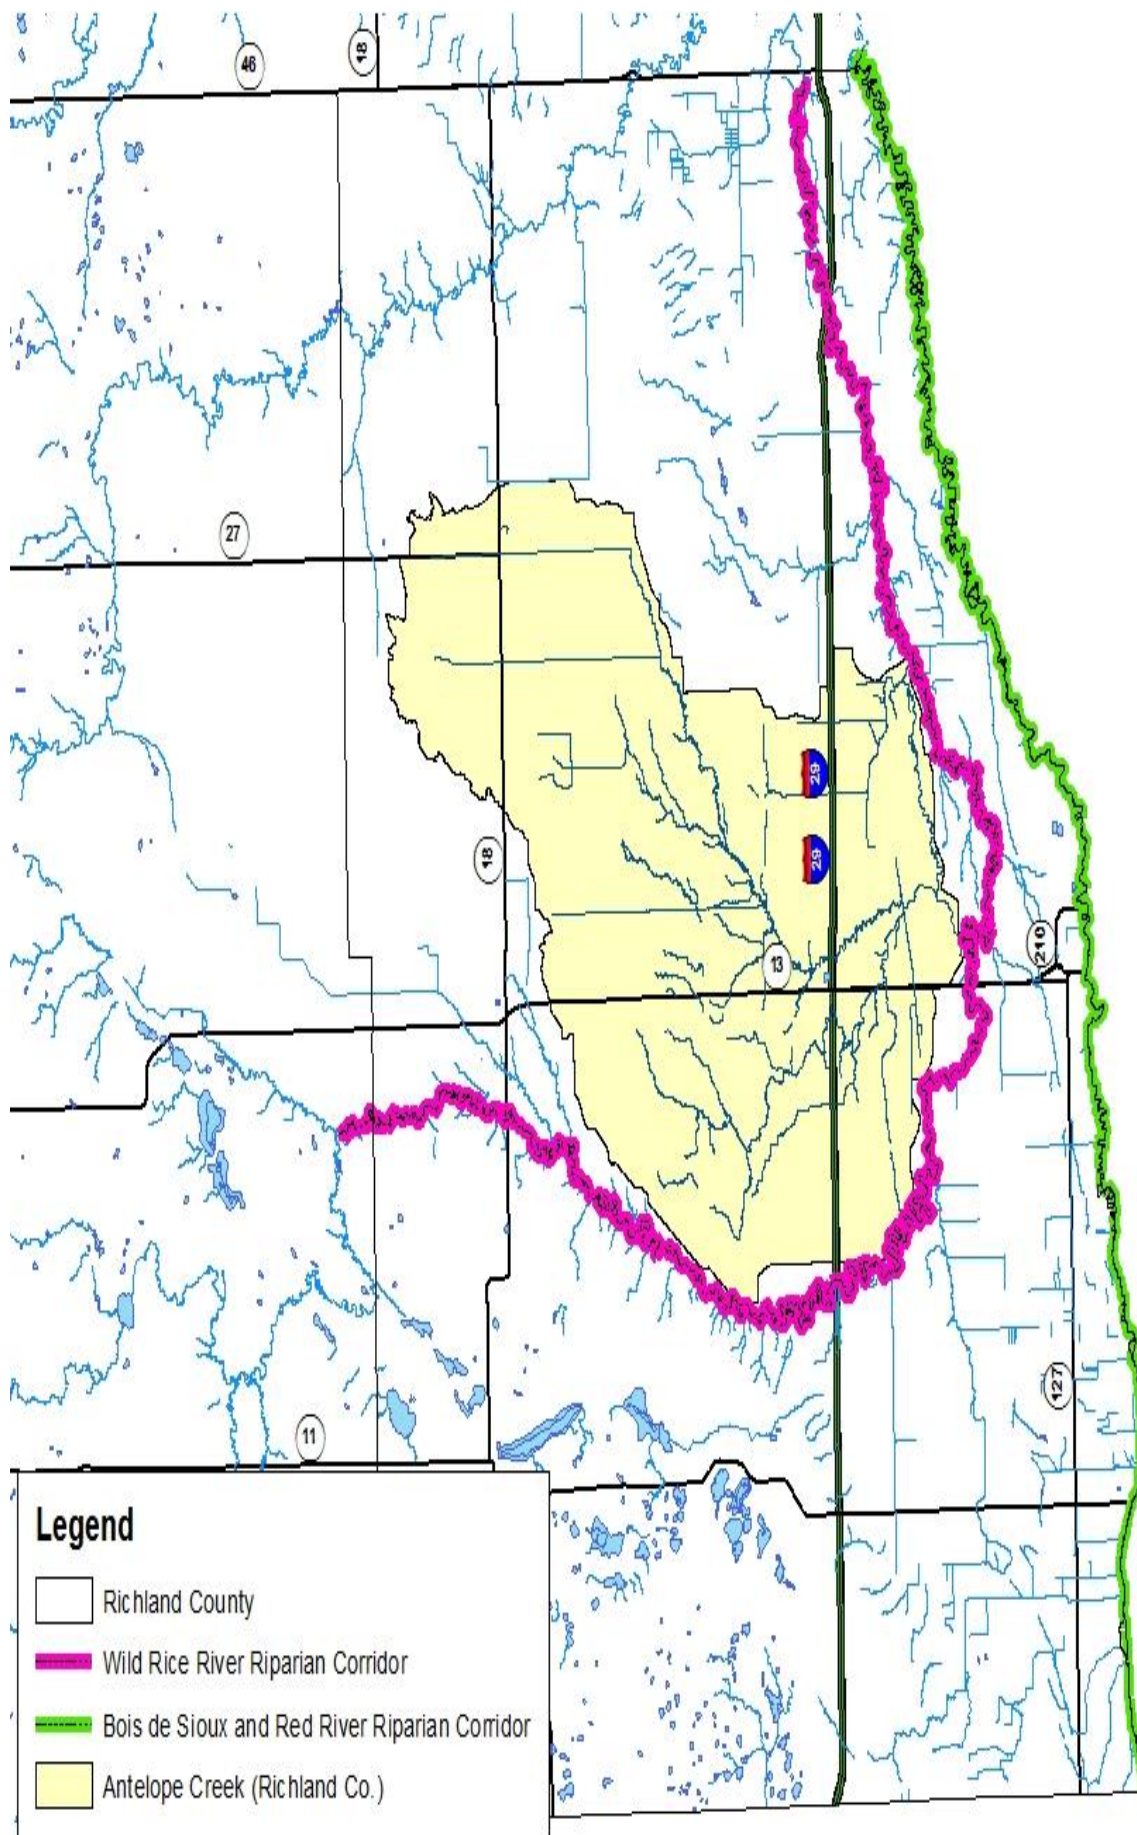 46
18
27
29
18
29
13
210
127
11
Legend
Richland County
Wild Rice River Riparian Corridor
Bois de Sioux and Red River Riparian Corridor
Antelope Creek (Richland Co.)